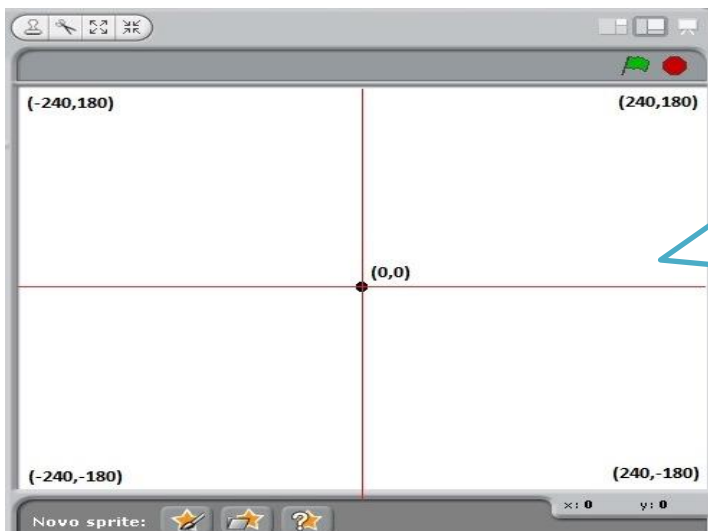 (-240,180) (240,180)
(0,0)
(-240,-180) (240,-180)
x: 0 y: 0
Novo sprite: